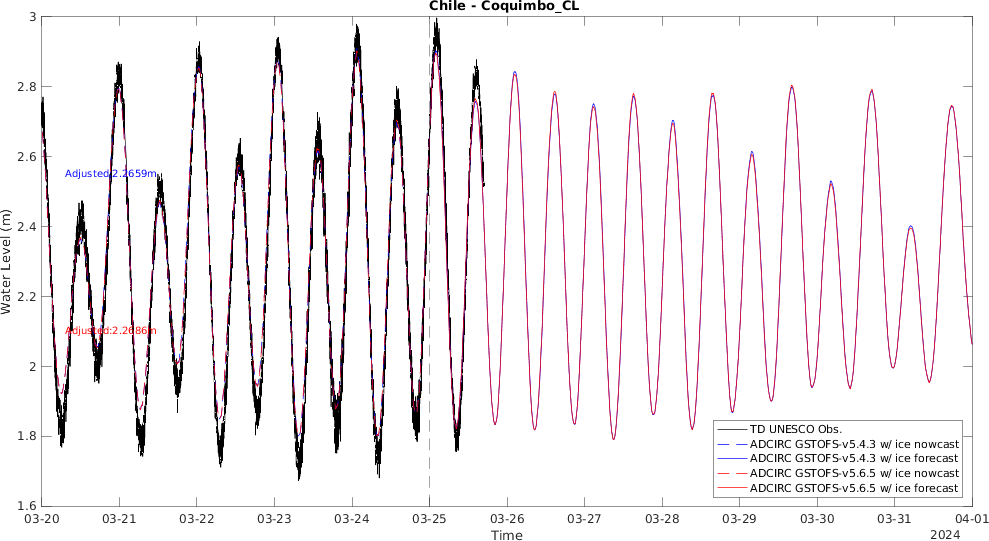 Chile - Coquimbo_CL
3
2.8
2.6
2.4
2.2
2
1.8
1.6
Water Level (m)
Adjusted:2.2659m
Adjusted:2.2686m
TD UNESCO Obs.
ADCIRC GSTOFS-v5.4.3 w/ ice nowcast
ADCIRC GSTOFS-v5.4.3 w/ ice forecast
ADCIRC GSTOFS-v5.6.5 w/ ice nowcast
ADCIRC GSTOFS-v5.6.5 w/ ice forecast
03-20 03-21 03-22 03-23 03-24 03-25 03-26 03-27 03-28 03-29 03-30 03-31 04-01
Time
2024